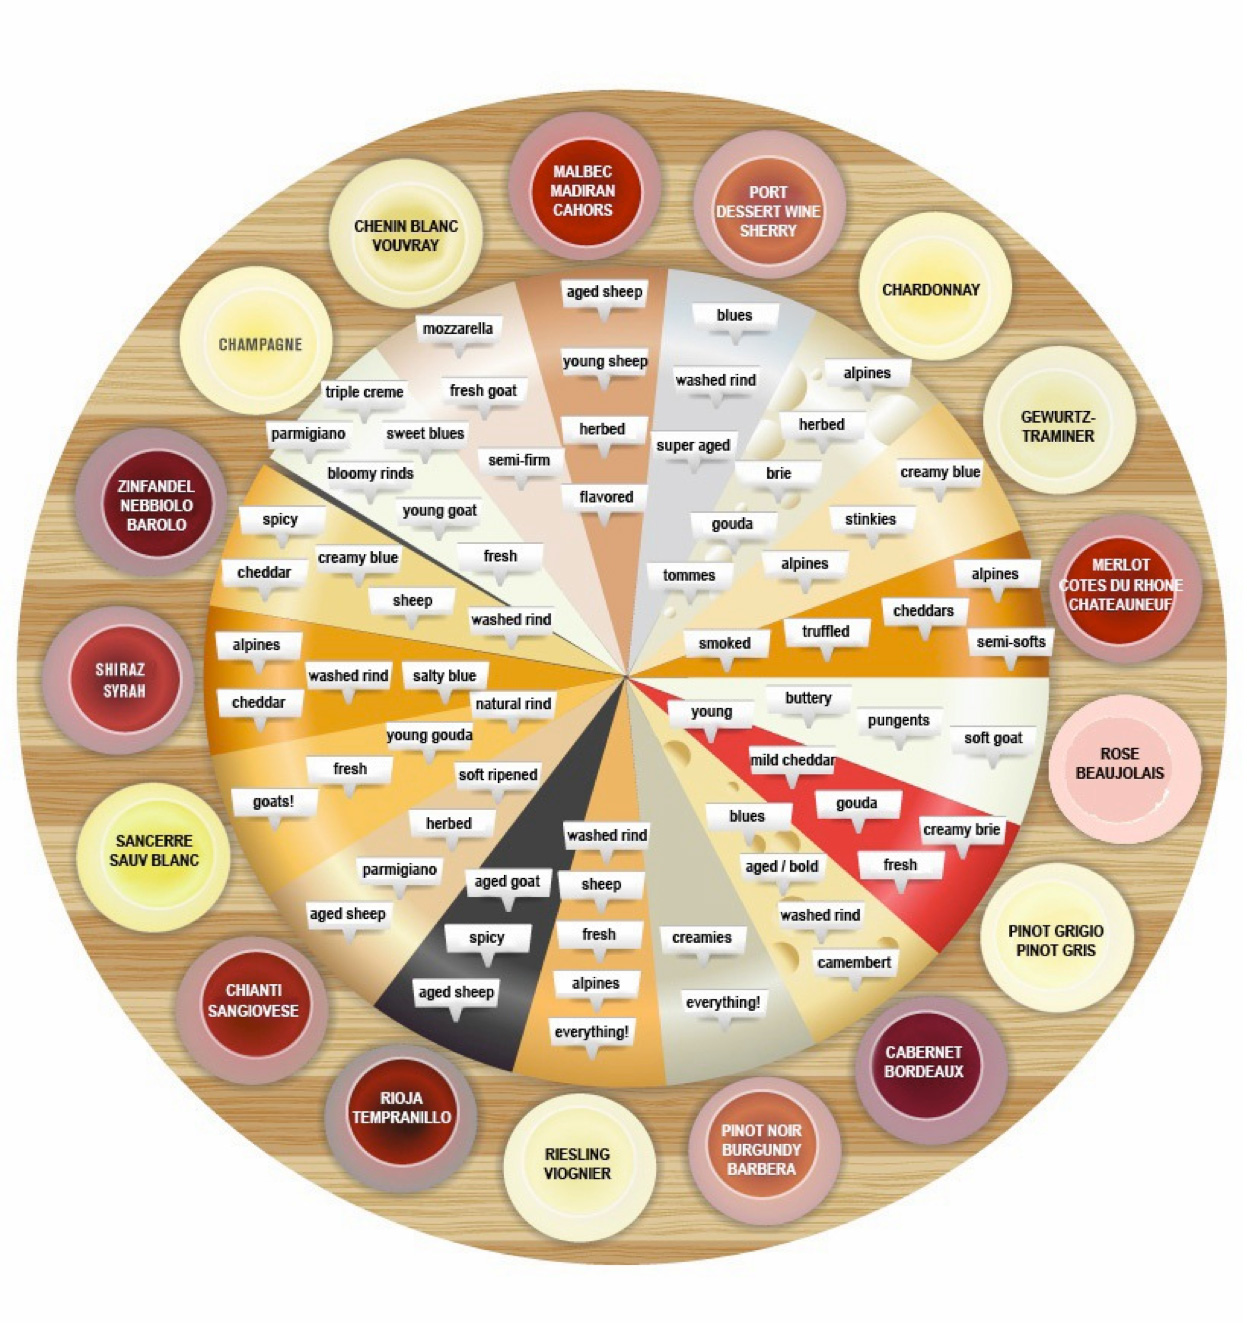 MALBEC
MADIRAN
CAHORS
PORT
DESSERT WINE
SHERRY
CHARDONNAY
GEWURTZ-
TRAMINER
MERLOT
COTES DU RHONE
CHATEAUNEUF
ROSE
BEAUJOLAIS
PINOT GRIGIO
PINOT GRIS
CABERNET
BORDEAUX
PINOT NOIR
BURGUNDY
BARBERA
RIESLING
VIOGNIER
RIOJA
TEMPRANILLO
CHIANTI
SANGIOVESE
SANCERRE
SAUV BLANC
SHIRAZ
SYRAH
ZINFANDEL
NEBBIOLO
BAROLO
CHAMPAGNE
CHENIN BLANC
VOUVRAY
aged sheep
young sheep
herbed
flavored
blues
washed rind
super aged
alpines
herbed
brie
gouda
tommes
creamy blue
stinkies
alpines
smoked
truffled
cheddars
alpines
semi-softs
buttery
pungents
soft goat
young
mild cheddar
gouda
creamy brie
fresh
blues
aged / bold
washed rind
camembert
creamies
everything!
washed rind
sheep
fresh
alpines
everything!
aged goat
spicy
aged sheep
soft ripened
herbed
parmigiano
aged sheep
natural rind
young gouda
fresh
goats!
alpines
washed rind
salty blue
cheddar
spicy
creamy blue
cheddar
sheep
washed rind
triple creme
parmigiano
sweet blues
bloomy rinds
young goat
fresh
mozzarella
fresh goat
semi-firm